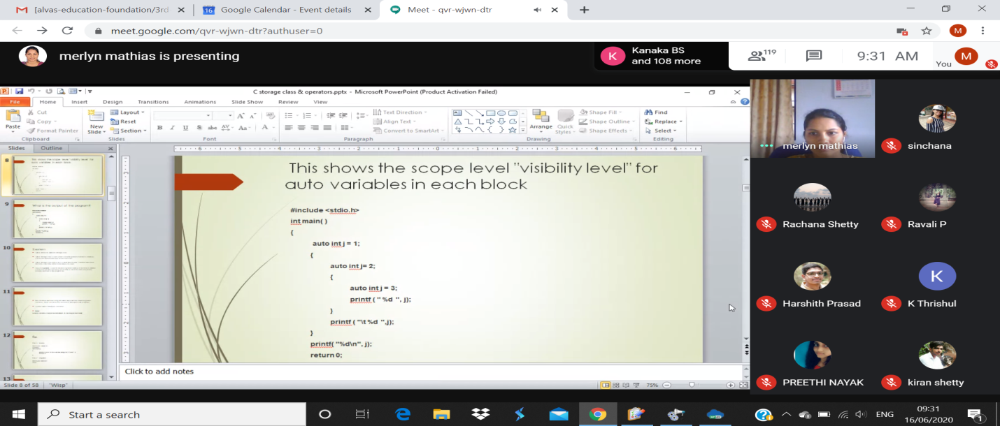 [alvas-education-foundation/3rd
Google Calendar - Event details
Meet - qvr-wjwn-dtr
meet.google.com/qvr-wjwn-dtr?authuser=0
M
merlyn mathias is presenting
K
Kanaka BS
and 108 more
119
9:31 AM
You
M
C storage class & operators.pptx - Microsoft PowerPoint (Product Activation Failed)
File Home Insert Design Transitions Animations Slide Show Review View
Paste
Cut
Copy
Format Painter
Clipboard
New
Slide
Layout
Reset
Section
Slides
Font
Text Direction
Align Text
Convert to SmartArt
Paragraph
Arrange
Quick
Styles
Shape Fill
Shape Outline
Shape Effects
Drawing
Find
Replace
Select
Editing
Slides Outline
8
9
10
11
12
13
This shows the scope level "visibility level" for
auto variables in each block
#include <stdio.h>
int main( )
{
auto int j = 1;
{
auto int j= 2;
{
auto int j = 3;
printf ( " %d ", j);
}
printf ( "\t %d ",j);
}
printf( "%d\n", j);
return 0;
Click to add notes
Slide 8 of 58 "Wisp"
75%
merlyn mathias
sinchana
Rachana Shetty
Ravali P
K
Harshith Prasad
K Thrishul
PREETHI NAYAK
kiran shetty
Start a search
ENG
09:31
16/06/2020
1